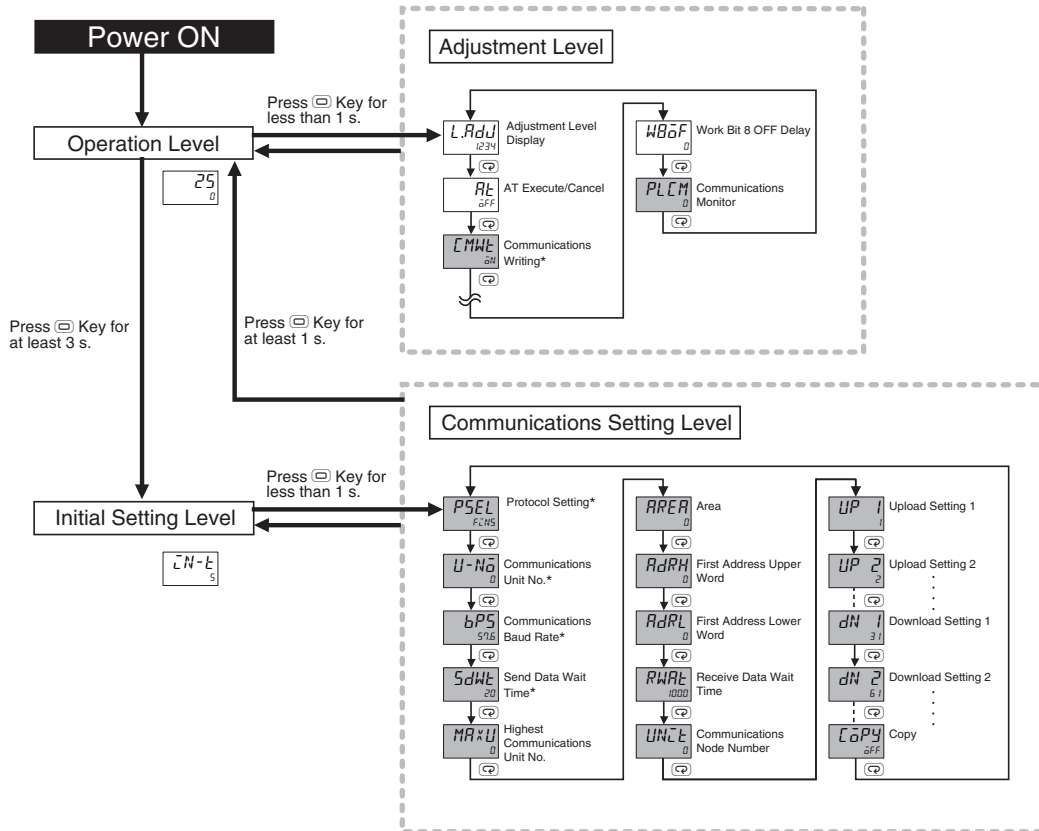 Power ON
Operation Level
25
0
Press Key for
less than 1 s.
Press Key for
at least 3 s.
Press Key for
at least 1 s.
Press Key for
less than 1 s.
Initial Setting Level
IN-t
5
Adjustment Level
L.AdJ
1234
Adjustment Level
Display
At
OFF
AT Execute/Cancel
CMWt
ON
Communications
Writing*
W8OF
0
Work Bit 8 OFF Delay
PLCM
0
Communications
Monitor
Communications Setting Level
PSEL
FINS
Protocol Setting*
U-NO
0
Communications
Unit No.*
bPS
57.6
Communications
Baud Rate*
SdWt
20
Send Data Wait
Time*
MAXU
0
Highest
Communications
Unit No.
AREA
0
Area
AdRH
0
First Address Upper
Word
AdRL
0
First Address Lower
Word
RWAt
1000
Receive Data Wait
Time
UNIt
0
Communications
Node Number
UP 1
1
Upload Setting 1
UP 2
2
Upload Setting 2
dN 1
31
Download Setting 1
dN 2
61
Download Setting 2
COPY
OFF
Copy